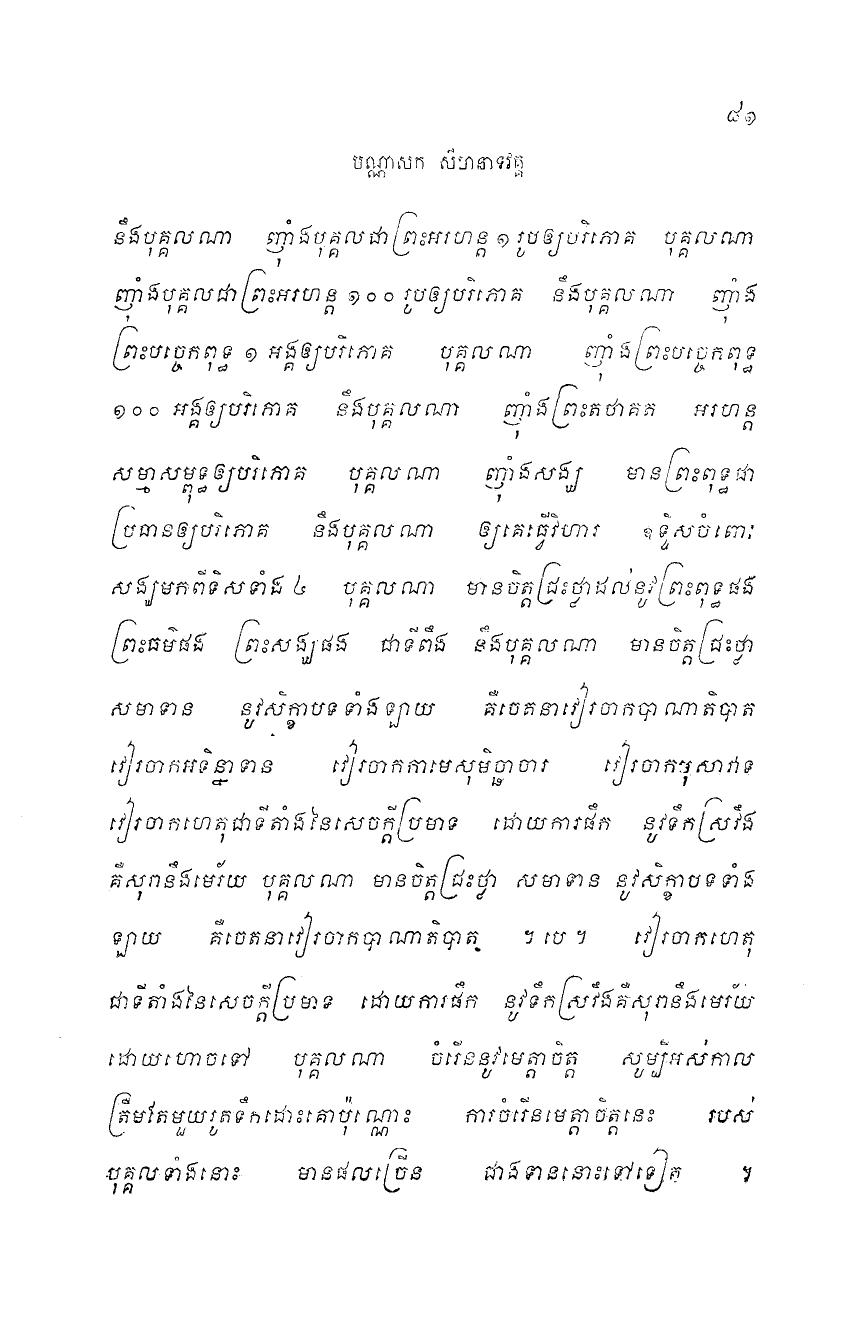 ៨១
បណ្ណាសក សីហនាទវគ្គ
នឹងបុគ្គលណា ញ៉ាំងបុគ្គលជាព្រះអរហន្ត ១ រូបឲ្យបរិភោគ បុគ្គលណា
ញ៉ាំងបុគ្គលជាព្រះអរហន្ត ១០០ រូបឲ្យបរិភោគ នឹងបុគ្គលណា ញ៉ាំង
ព្រះបច្ចេកពុទ្ធ ១ អង្គឲ្យបរិភោគ បុគ្គលណា ញ៉ាំងព្រះបច្ចេកពុទ្ធ
១០០ អង្គឲ្យបរិភោគ នឹងបុគ្គលណា ញ៉ាំងព្រះតថាគត អរហន្ត
សម្មាសម្ពុទ្ធឲ្យបរិភោគ បុគ្គលណា ញ៉ាំងសង្ឃ មានព្រះពុទ្ធជា
ប្រធានឲ្យបរិភោគ នឹងបុគ្គលណា ឲ្យគេធ្វើវិហារ ឧទ្ទិសចំពោះ
សង្ឃមកពីទិសទាំង ៤ បុគ្គលណា មានចិត្តជ្រះថ្លាដល់នូវព្រះពុទ្ធផង
ព្រះធម៌ផង ព្រះសង្ឃផង ជាទីពឹង នឹងបុគ្គលណា មានចិត្តជ្រះថ្លា
សមាទាន នូវសិក្ខាបទទាំងឡាយ គឺចេតនាវៀរចាកបាណាតិបាត
វៀរចាកអទិន្នាទាន វៀរចាកកាមេសុមិច្ឆាចារ វៀរចាកមុសាវាទ
វៀរចាកហេតុជាទីតាំងនៃសេចក្តីប្រមាទ ដោយការផឹក នូវទឹកស្រវឹង
គឺសុរានឹងមេរ័យ បុគ្គលណា មានចិត្តជ្រះថ្លា សមាទាន នូវសិក្ខាបទទាំង
ឡាយ គឺចេតនាវៀរចាកបាណាតិបាត ។ បេ ។ វៀរចាកហេតុ
ជាទីតាំងនៃសេចក្តីប្រមាទ ដោយការផឹក នូវទឹកស្រវឹងគឺសុរានឹងមេរ័យ
ដោយហោចទៅ បុគ្គលណា ចំរើននូវមេត្តាចិត្ត សូម្បីអស់កាល
ត្រឹមតែមួយរូតទឹកដោះគោប៉ុណ្ណោះ ការចំរើនមេត្តាចិត្តនេះ របស់
បុគ្គលទាំងនោះ មានផលច្រើន ជាងទាននោះទៅទៀត ។